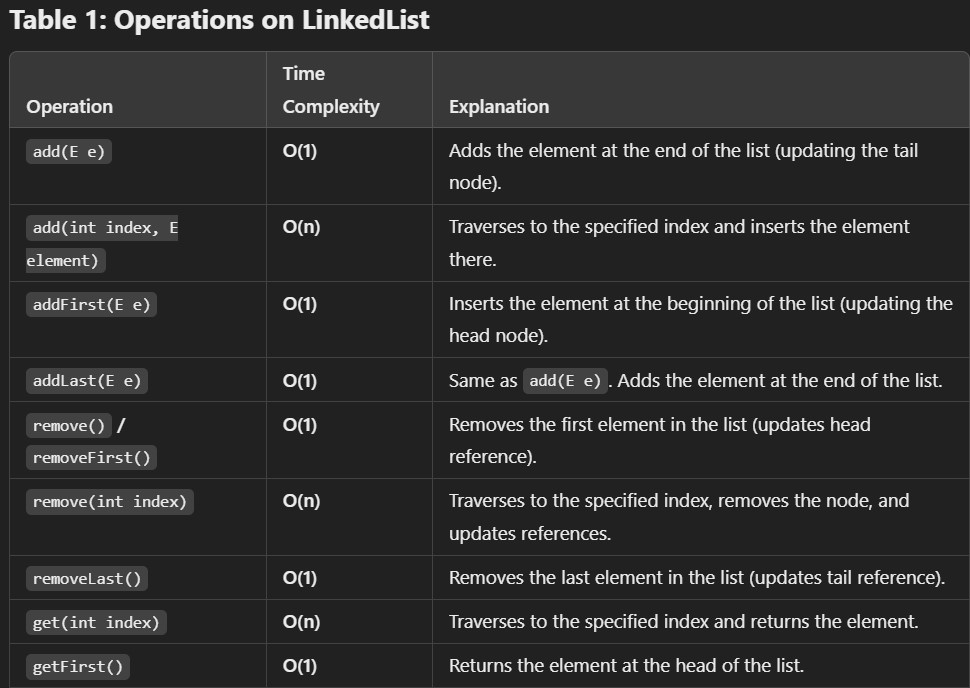 Table 1: Operations on LinkedList
Time
Operation Complexity Explanation
add(E e) O(1) Adds the element at the end of the list (updating the tail
node).
add(int index, E O(n) Traverses to the specified index and inserts the element
element) there.
addFirst(E e) O(1) Inserts the element at the beginning of the list (updating the
head node).
addLast(E e) O(1) Same as add(E e). Adds the element at the end of the list.
remove() / O(1) Removes the first element in the list (updates head
removeFirst() reference).
remove(int index) O(n) Traverses to the specified index, removes the node, and
updates references.
removeLast() O(1) Removes the last element in the list (updates tail reference).
get(int index) O(n) Traverses to the specified index and returns the element.
getFirst() O(1) Returns the element at the head of the list.